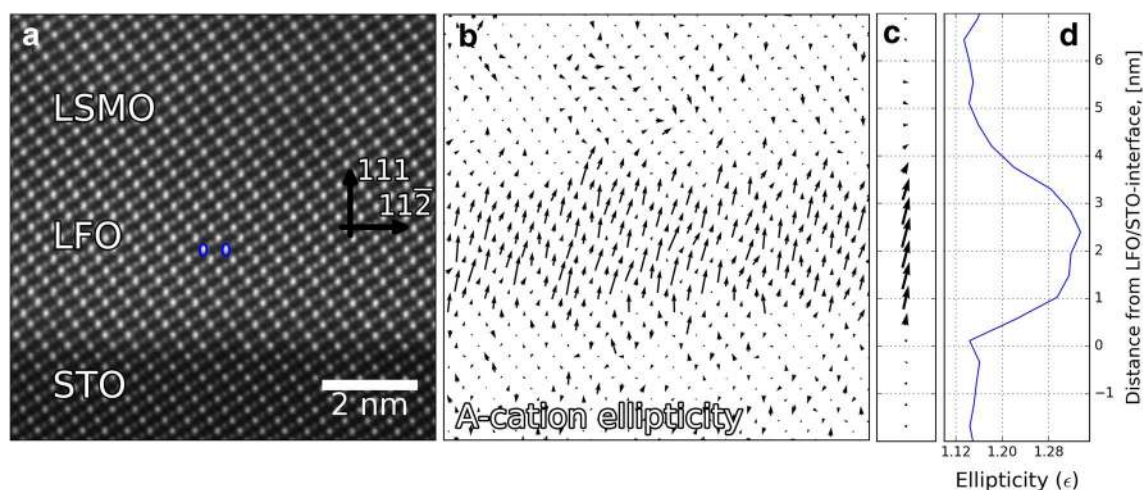 a
LSMO
LFO
STO
111
112̅
2 nm
b
A-cation ellipticity
c
d
6
5
4
3
2
1
0
−1
Distance from LFO/STO-interface, [nm]
1.12 1.20 1.28
Ellipticity (ϵ)